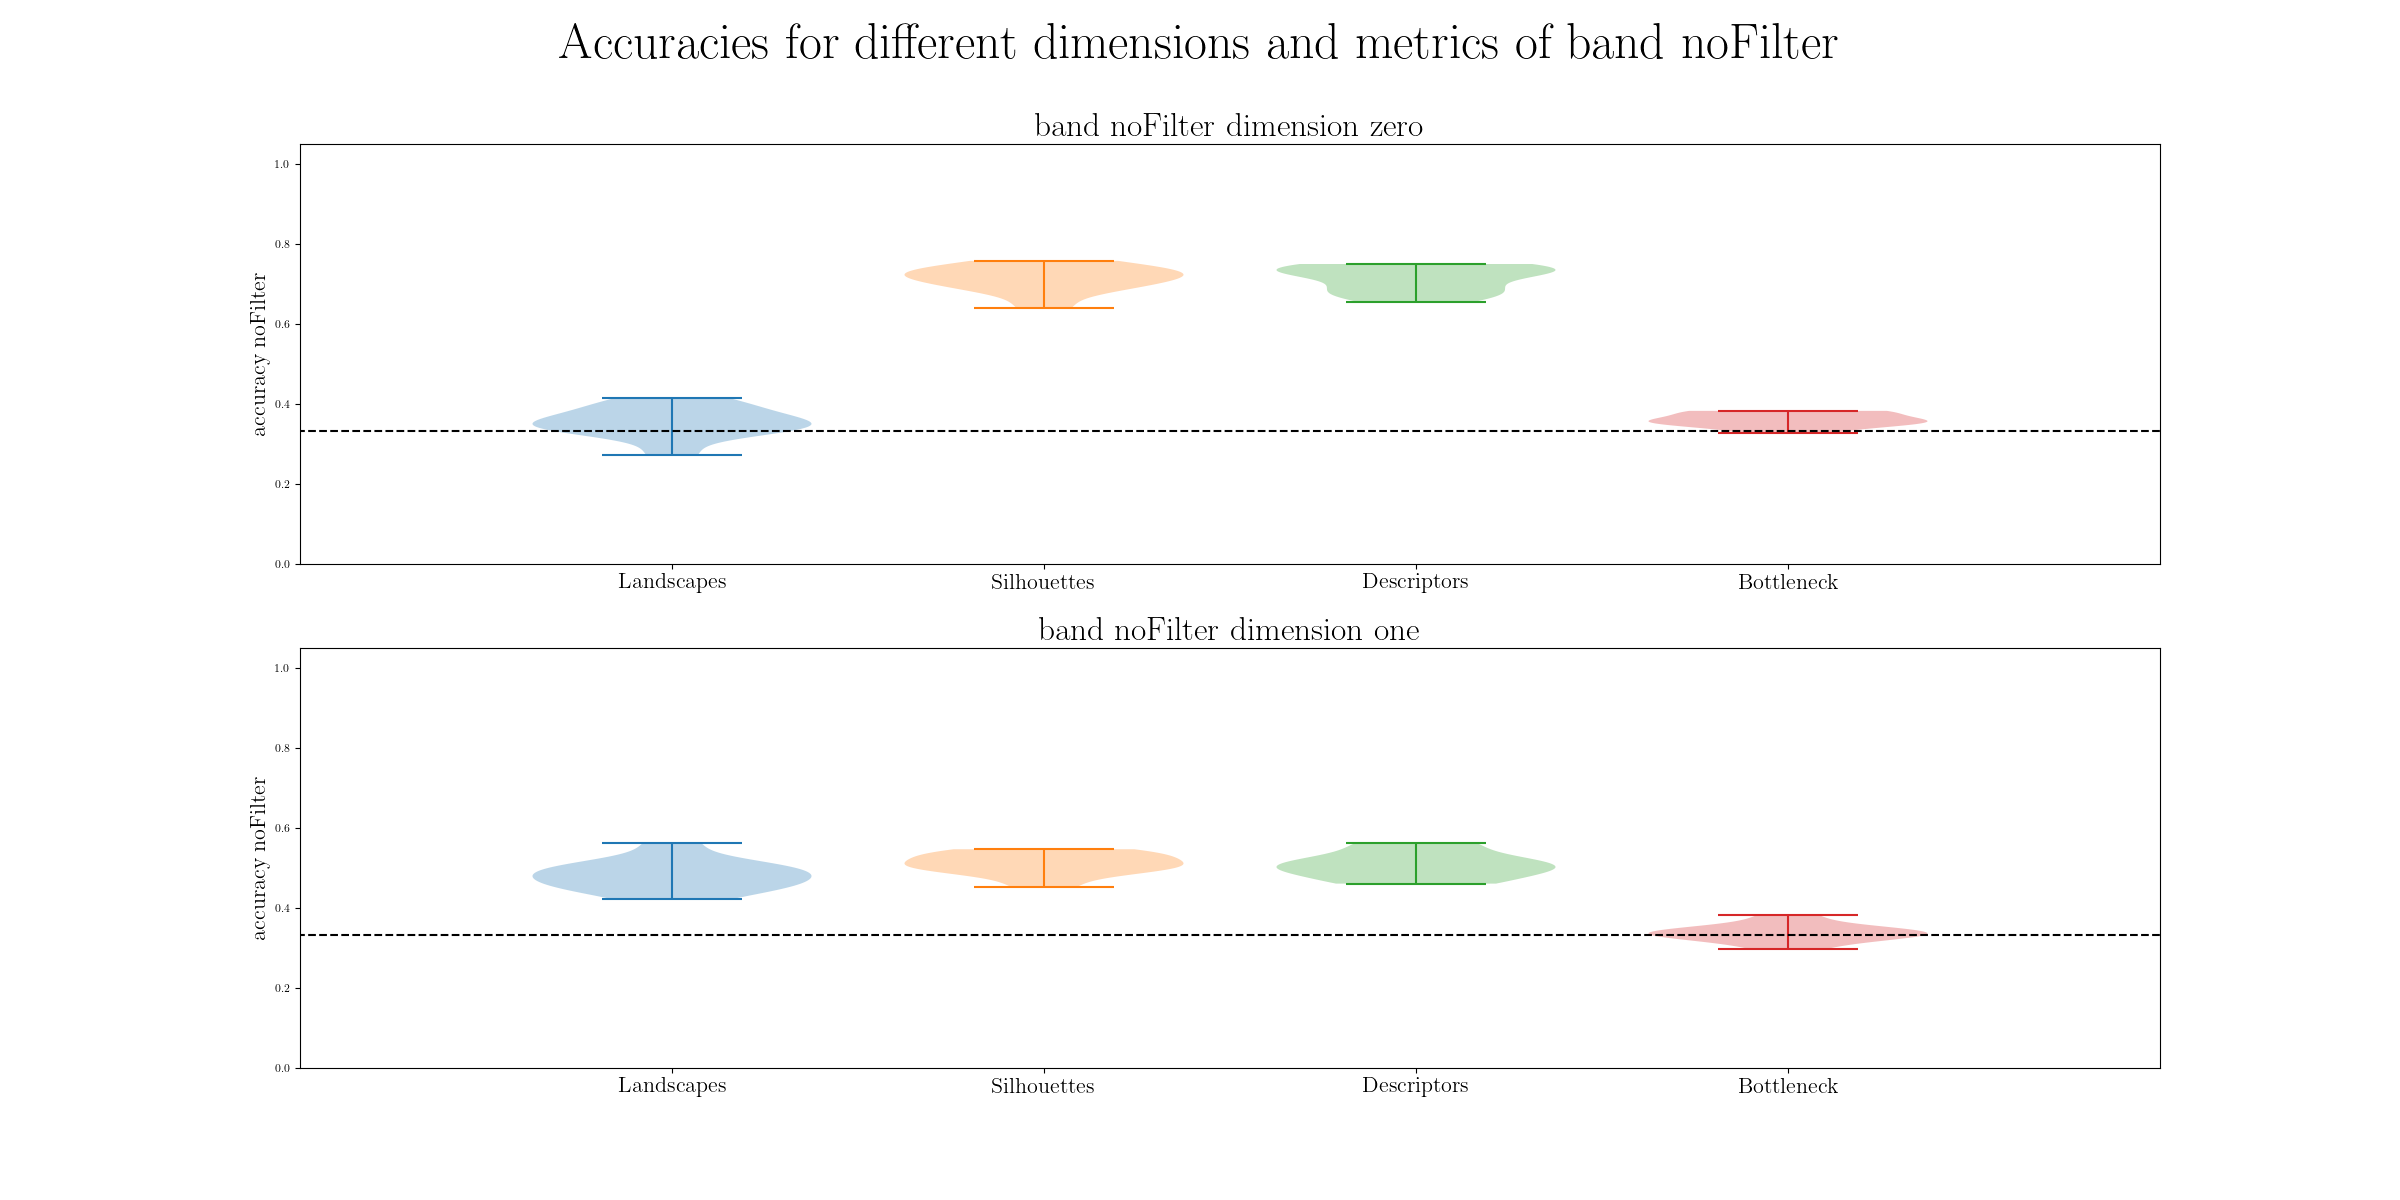 Accuracies for different dimensions and metrics of band noFilter
band noFilter dimension zero
accuracy noFilter
1.0
0.8
0.6
0.4
0.2
0.0
Landscapes
Silhouettes
Descriptors
Bottleneck
band noFilter dimension one
accuracy noFilter
1.0
0.8
0.6
0.4
0.2
0.0
Landscapes
Silhouettes
Descriptors
Bottleneck